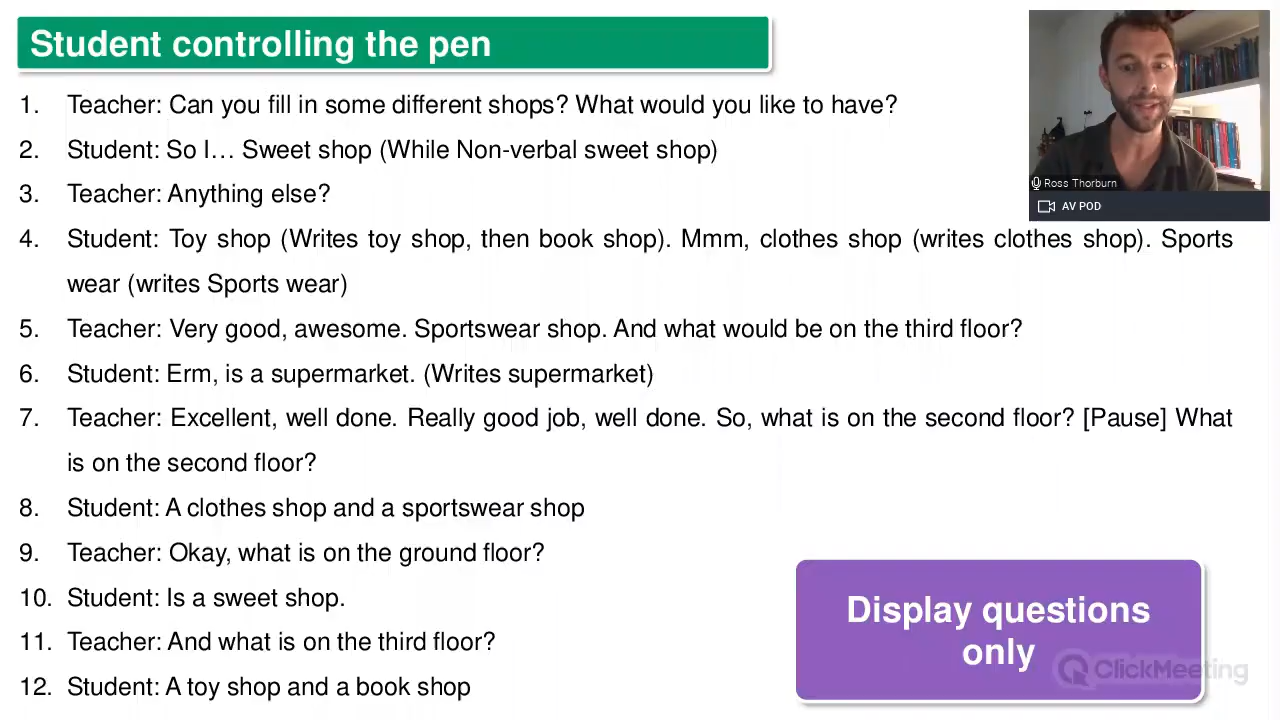 Student controlling the pen
1. Teacher: Can you fill in some different shops? What would you like to have?
2. Student: So I… Sweet shop (While Non-verbal sweet shop)
3. Teacher: Anything else?
4. Student: Toy shop (Writes toy shop, then book shop). Mmm, clothes shop (writes clothes shop). Sports
wear (writes Sports wear)
5. Teacher: Very good, awesome. Sportswear shop. And what would be on the third floor?
6. Student: Erm, is a supermarket. (Writes supermarket)
7. Teacher: Excellent, well done. Really good job, well done. So, what is on the second floor? [Pause] What
is on the second floor?
8. Student: A clothes shop and a sportswear shop
9. Teacher: Okay, what is on the ground floor?
10. Student: Is a sweet shop.
11. Teacher: And what is on the third floor?
12. Student: A toy shop and a book shop
Display questions
only
Ross Thorburn
AV POD
ClickMeeting